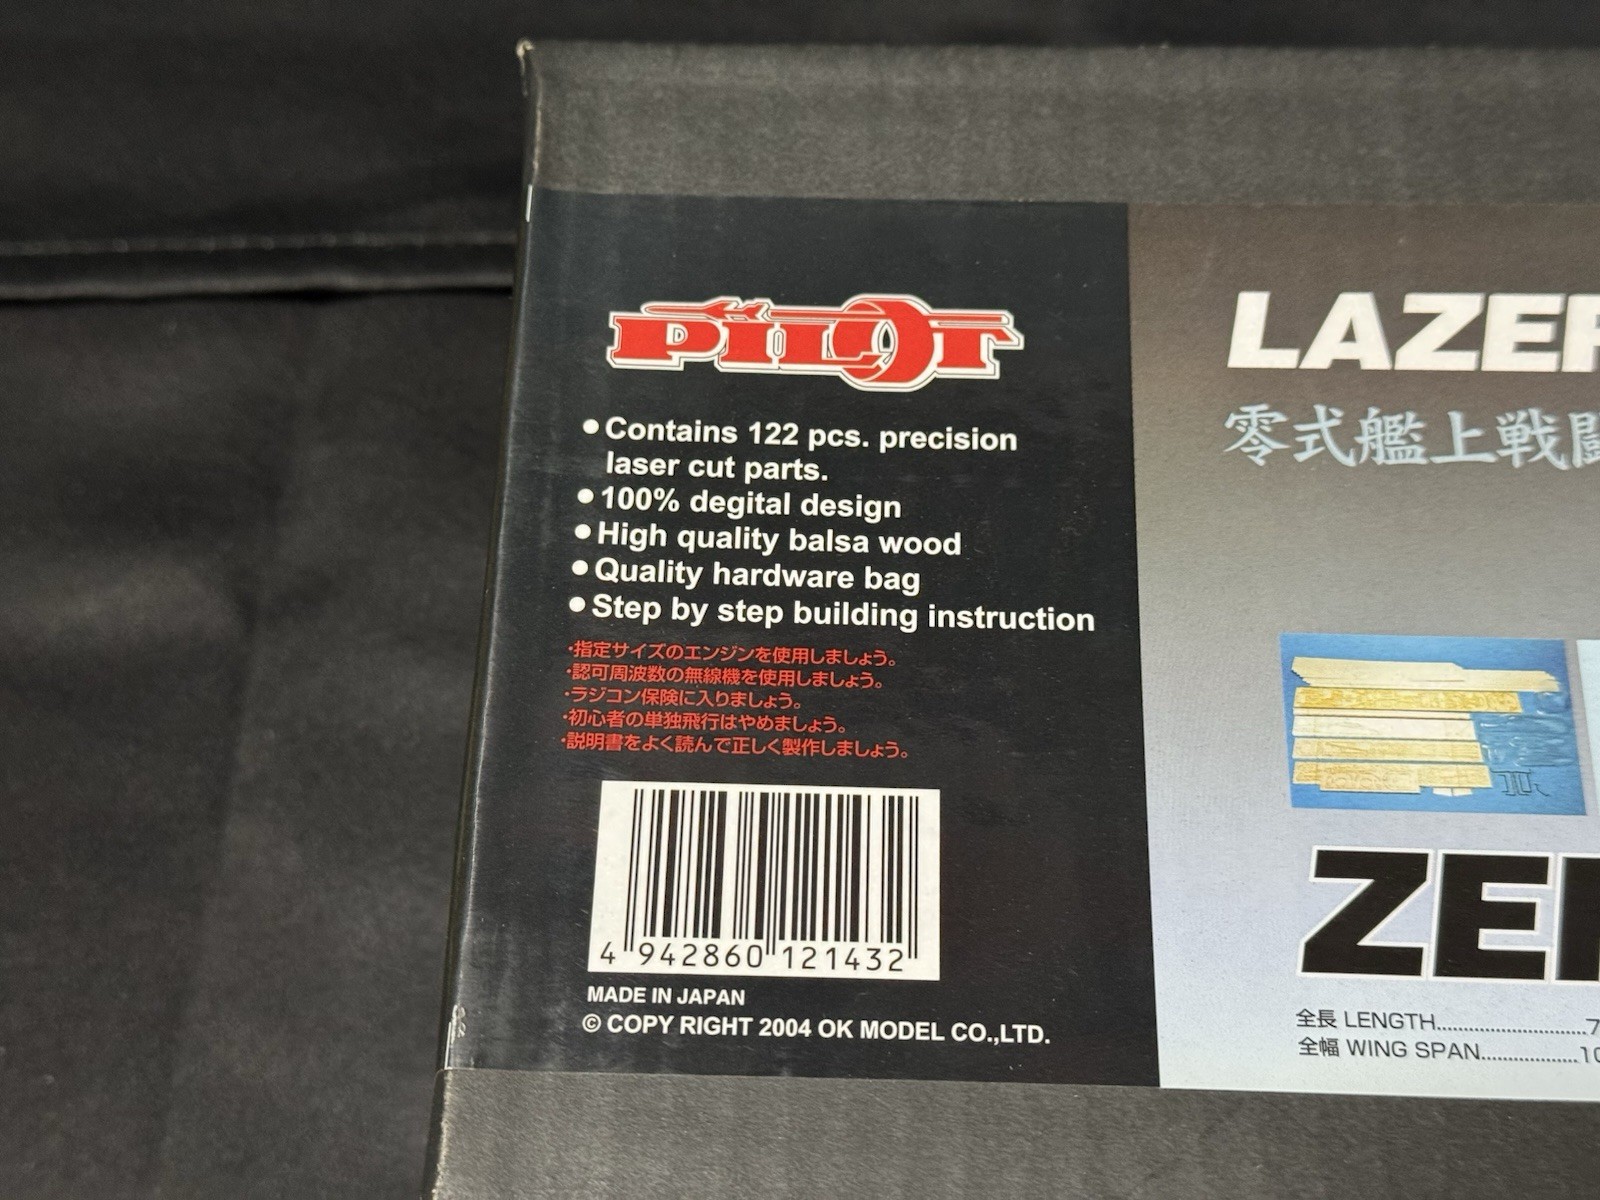 PILOT
●Contains 122 pcs. precision
laser cut parts.
●100% degital design
●High quality balsa wood
●Quality hardware bag
●Step by step building instruction
・指定サイズのエンジンを使用しましょう。
・認可周波数の無線機を使用しましょう。
・ラジコン保険に入りましょう。
・初心者の単独飛行はやめましょう。
・説明書をよく読んで正しく製作しましょう。
4 942860 121432
MADE IN JAPAN
© COPY RIGHT 2004 OK MODEL CO.,LTD.
LAZER
零式艦上戦闘
ZE
全長 LENGTH..............................7
全幅 WING SPAN...................10